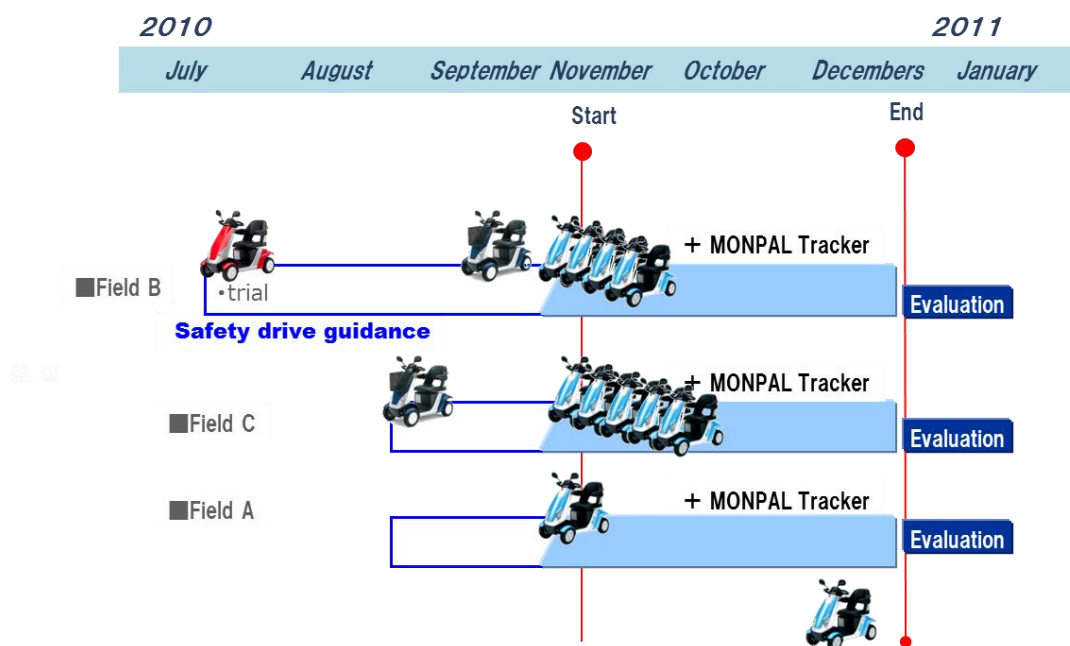 2010 2011
July August September November October Decembers January
Start End
+ MONPAL Tracker
■Field B
•trial
Evaluation
Safety drive guidance
+ MONPAL Tracker
■Field C
Evaluation
+ MONPAL Tracker
■Field A
Evaluation